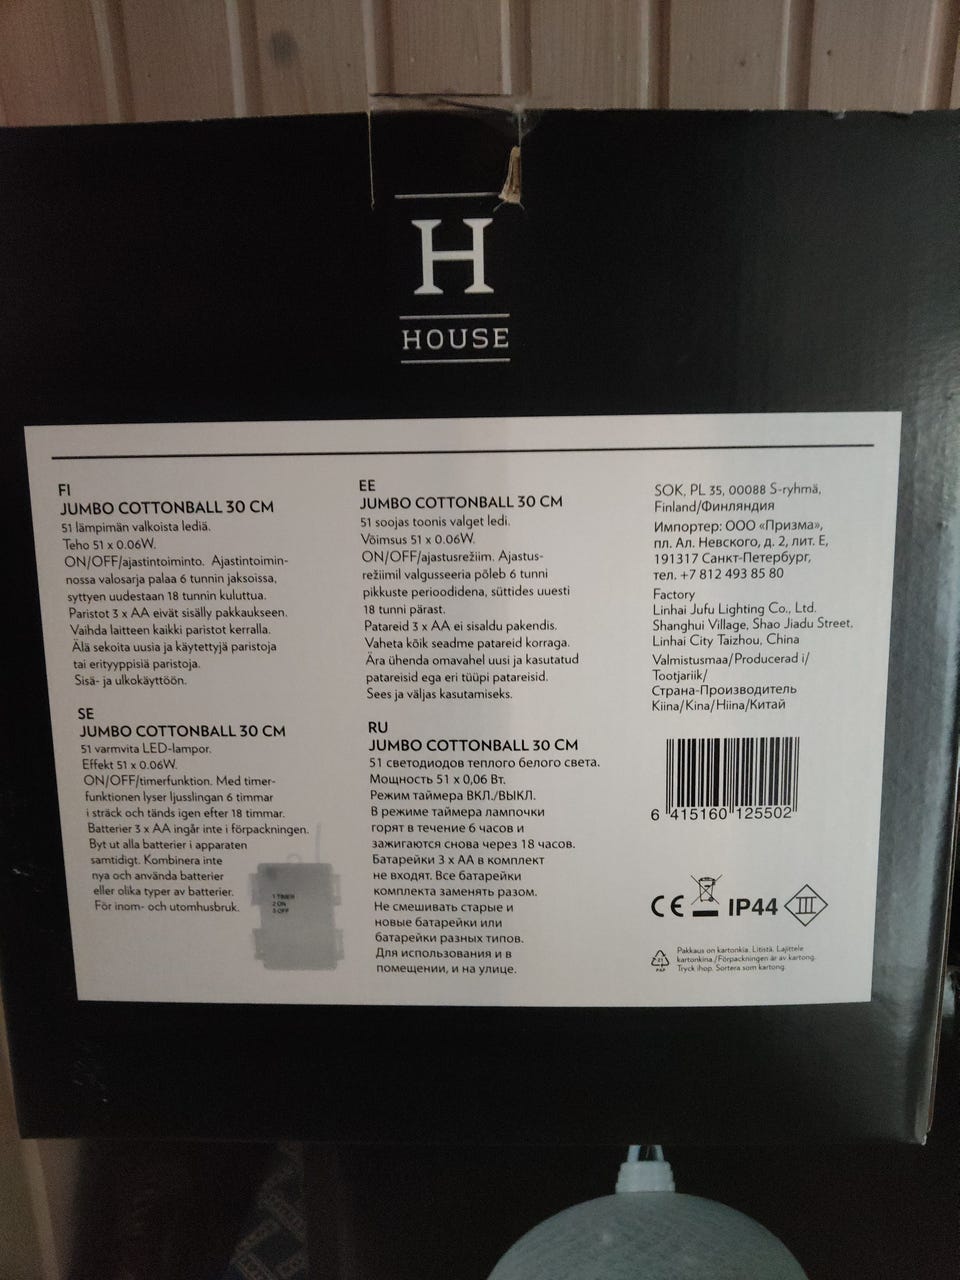 H
HOUSE
FI
JUMBO COTTONBALL 30 CM
51 lämpimän valkoista lediä.
Teho 51 x 0.06W.
ON/OFF/ajastintoiminto. Ajastintoimin-
nossa valosarja palaa 6 tunnin jaksoissa,
syttyen uudestaan 18 tunnin kuluttua.
Paristot 3 x AA eivät sisälly pakkaukseen.
Vaihda laitteen kaikki paristot kerralla.
Älä sekoita uusia ja käytettyjä paristoja
tai erityyppisiä paristoja.
Sisä- ja ulkokäyttöön.
SE
JUMBO COTTONBALL 30 CM
51 varmvita LED-lampor.
Effekt 51 x 0.06W.
ON/OFF/timerfunktion. Med timer-
funktionen lyser ljusslingan 6 timmar
i sträck och tänds igen efter 18 timmar.
Batterier 3 x AA ingår inte i förpackningen.
Byt ut alla batterier i apparaten
samtidigt. Kombinera inte
nya och använda batterier
eller olika typer av batterier.
För inom- och utomhusbruk.
1 TIMER
2 ON
3 OFF
EE
JUMBO COTTONBALL 30 CM
51 soojas toonis valget ledi.
Võimsus 51 x 0.06W.
ON/OFF/ajastusrežiim. Ajastus-
režiimil valgusseeria põleb 6 tunni
pikkuste perioodidena, süttides uuesti
18 tunni pärast.
Patareid 3 x AA ei sisaldu pakendis.
Vaheta kõik seadme patareid korraga.
Ära ühenda omavahel uusi ja kasutatud
patareisid ega eri tüüpi patareisid.
Sees ja väljas kasutamiseks.
RU
JUMBO COTTONBALL 30 CM
51 светодиодов теплого белого света.
Мощность 51 x 0,06 Вт.
Режим таймера ВКЛ./ВЫКЛ.
В режиме таймера лампочки
горят в течение 6 часов и
зажигаются снова через 18 часов.
Батарейки 3 x AA в комплект
не входят. Все батарейки
комплекта заменять разом.
Не смешивать старые и
новые батарейки или
батарейки разных типов.
Для использования и в
помещении, и на улице.
SOK, PL 35, 00088 S-ryhmä,
Finland/Финляндия
Импортер: ООО «Призма»,
пл. Ал. Невского, д. 2, лит. Е,
191317 Санкт-Петербург,
тел. +7 812 493 85 80
Factory
Linhai Jufu Lighting Co., Ltd.
Shanghui Village, Shao Jiadu Street,
Linhai City Taizhou, China
Valmistusmaa/Producerad i/
Tootjariik/
Страна-Производитель
Kiina/Kina/Hiina/Китай
6 415160 125502
CE IP44 III
Pakkaus on kartonkia. Litistä. Lajittele
kartonkina./Förpackningen är av kartong.
Tryck ihop. Sortera som kartong.
21
PAP